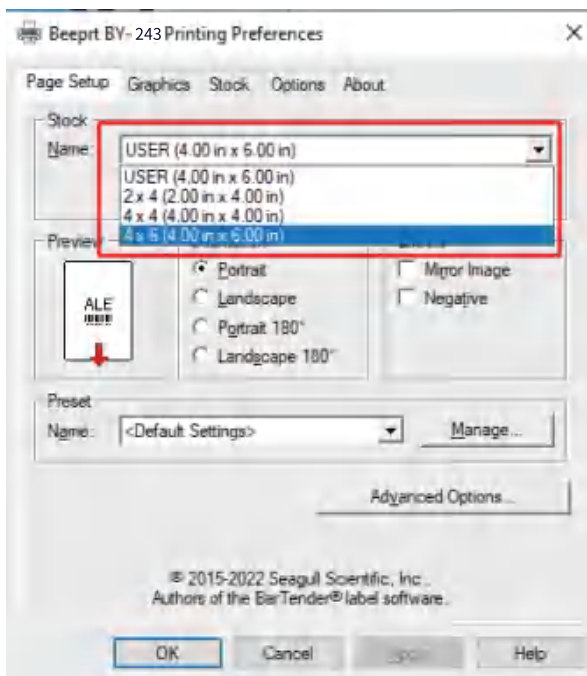 Beeprt BY-243 Printing Preferences
Page Setup Graphics Stock Options About
Stock
Name: USER (4.00 in x 6.00 in)
USER (4.00 in x 6.00 in)
2 x 4 (2.00 in x 4.00 in)
4 x 4 (4.00 in x 4.00 in)
4 x 6 (4.00 in x 6.00 in)
Preview
ALE
Portrait
Landscape
Portrait 180°
Landscape 180°
Mirror Image
Negative
Preset
Name: <Default Settings>
Manage...
Advanced Options...
© 2015-2022 Seagull Scientific, Inc.
Authors of the BarTender® label software.
OK Cancel Help